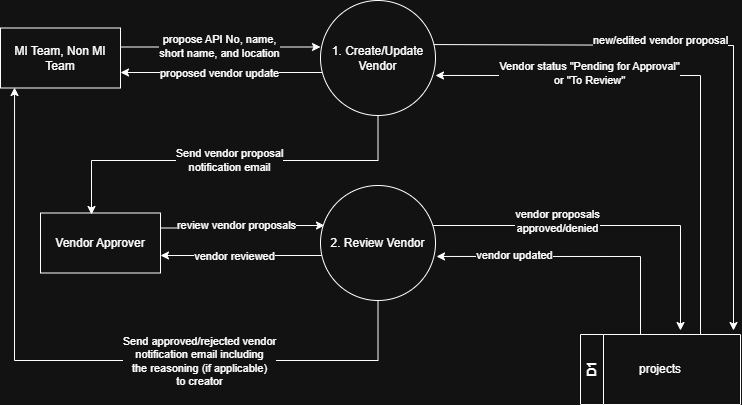 MI Team, Non MI
Team
propose API No, name,
short name, and location
proposed vendor update
1. Create/Update
Vendor
new/edited vendor proposal
Vendor status "Pending for Approval"
or "To Review"
Send vendor proposal
notification email
Vendor Approver
review vendor proposals
vendor reviewed
2. Review Vendor
vendor proposals
approved/denied
vendor updated
Send approved/rejected vendor
notification email including
the reasoning (if applicable)
to creator
D1
projects